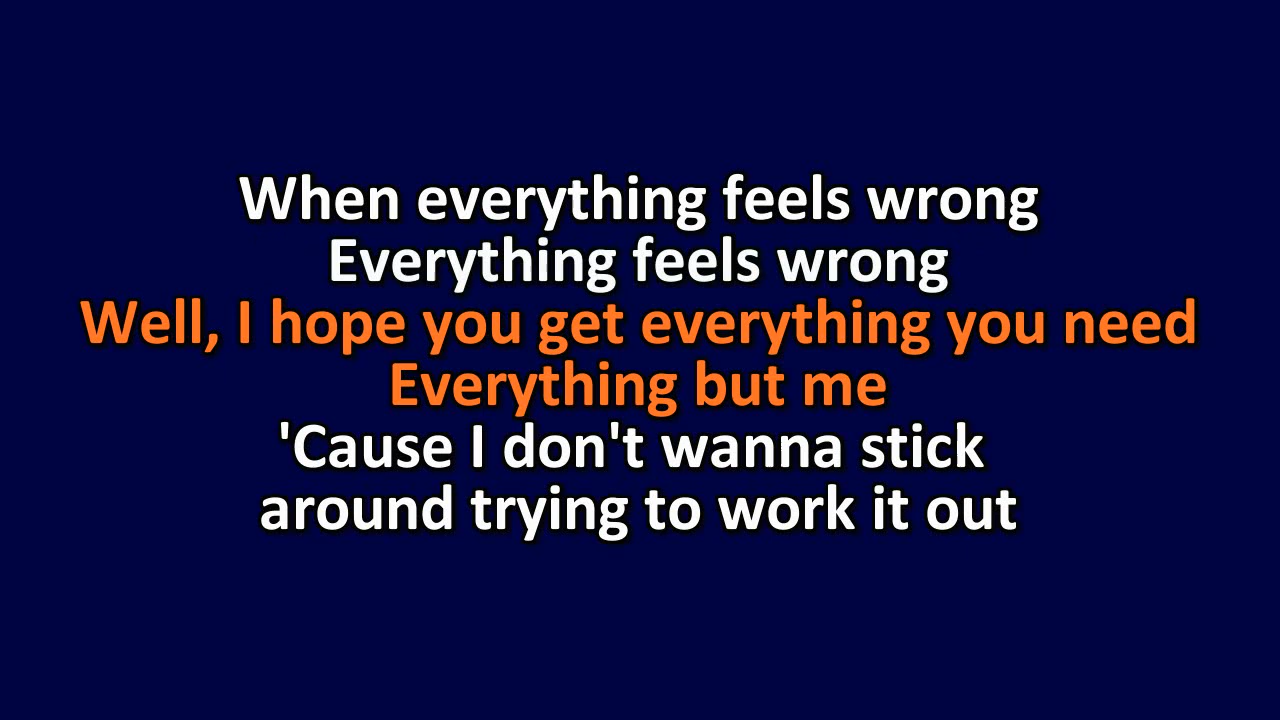 When everything feels wrong
Everything feels wrong
Well, I hope you get everything you need
Everything but me
'Cause I don't wanna stick
around trying to work it out